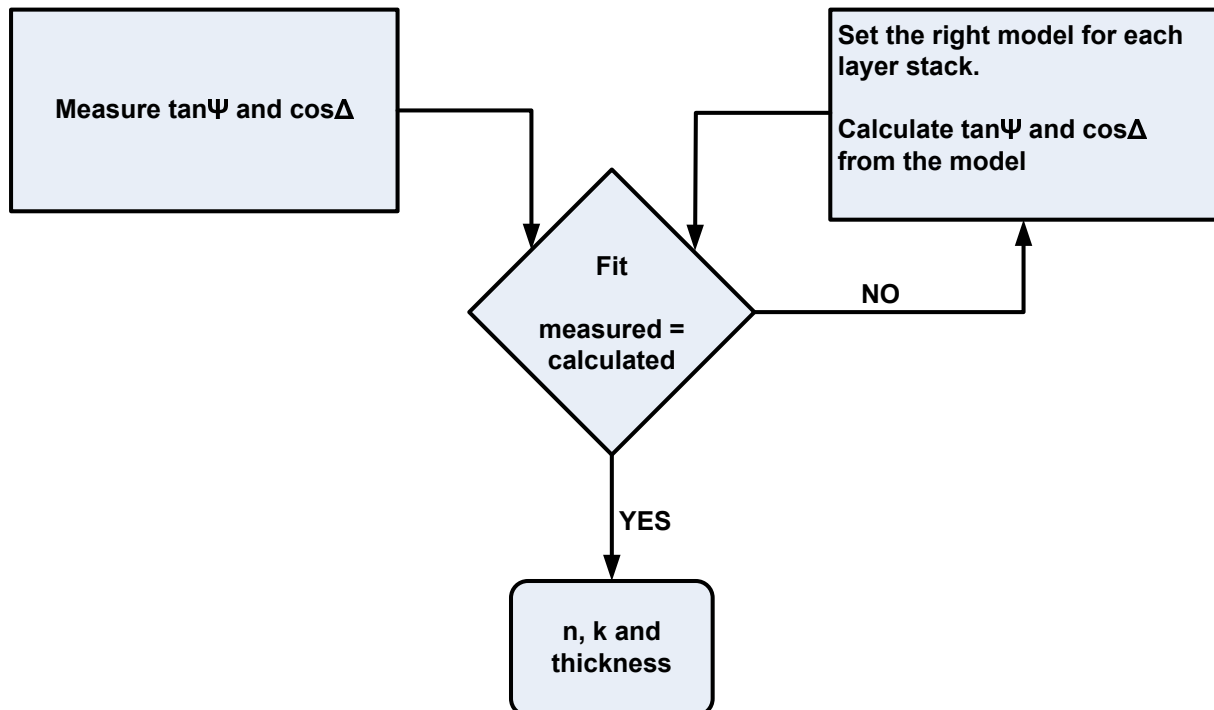 Measure tanΨ and cosΔ
Set the right model for each
layer stack.
Calculate tanΨ and cosΔ
from the model
Fit
measured =
calculated
NO
YES
n, k and
thickness